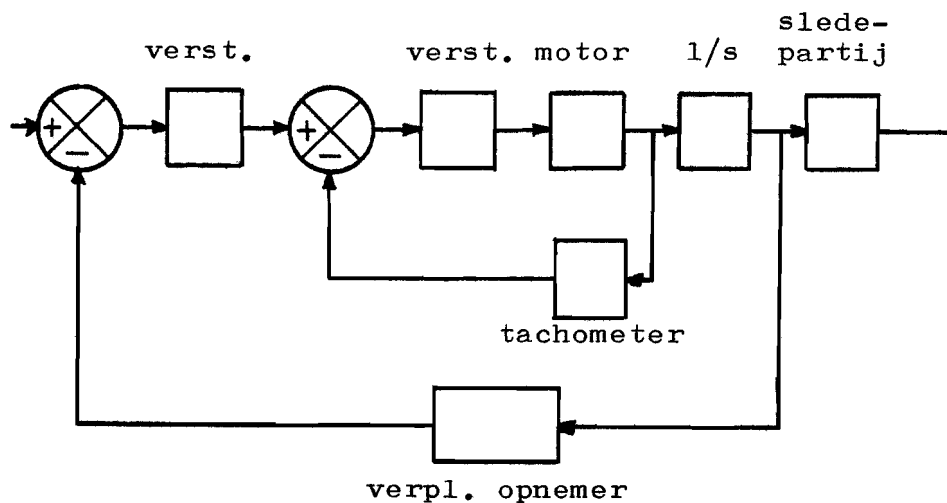 verst.
verst. motor
1/s
slede-
partij
+
−
+
−
tachometer
verpl. opnemer